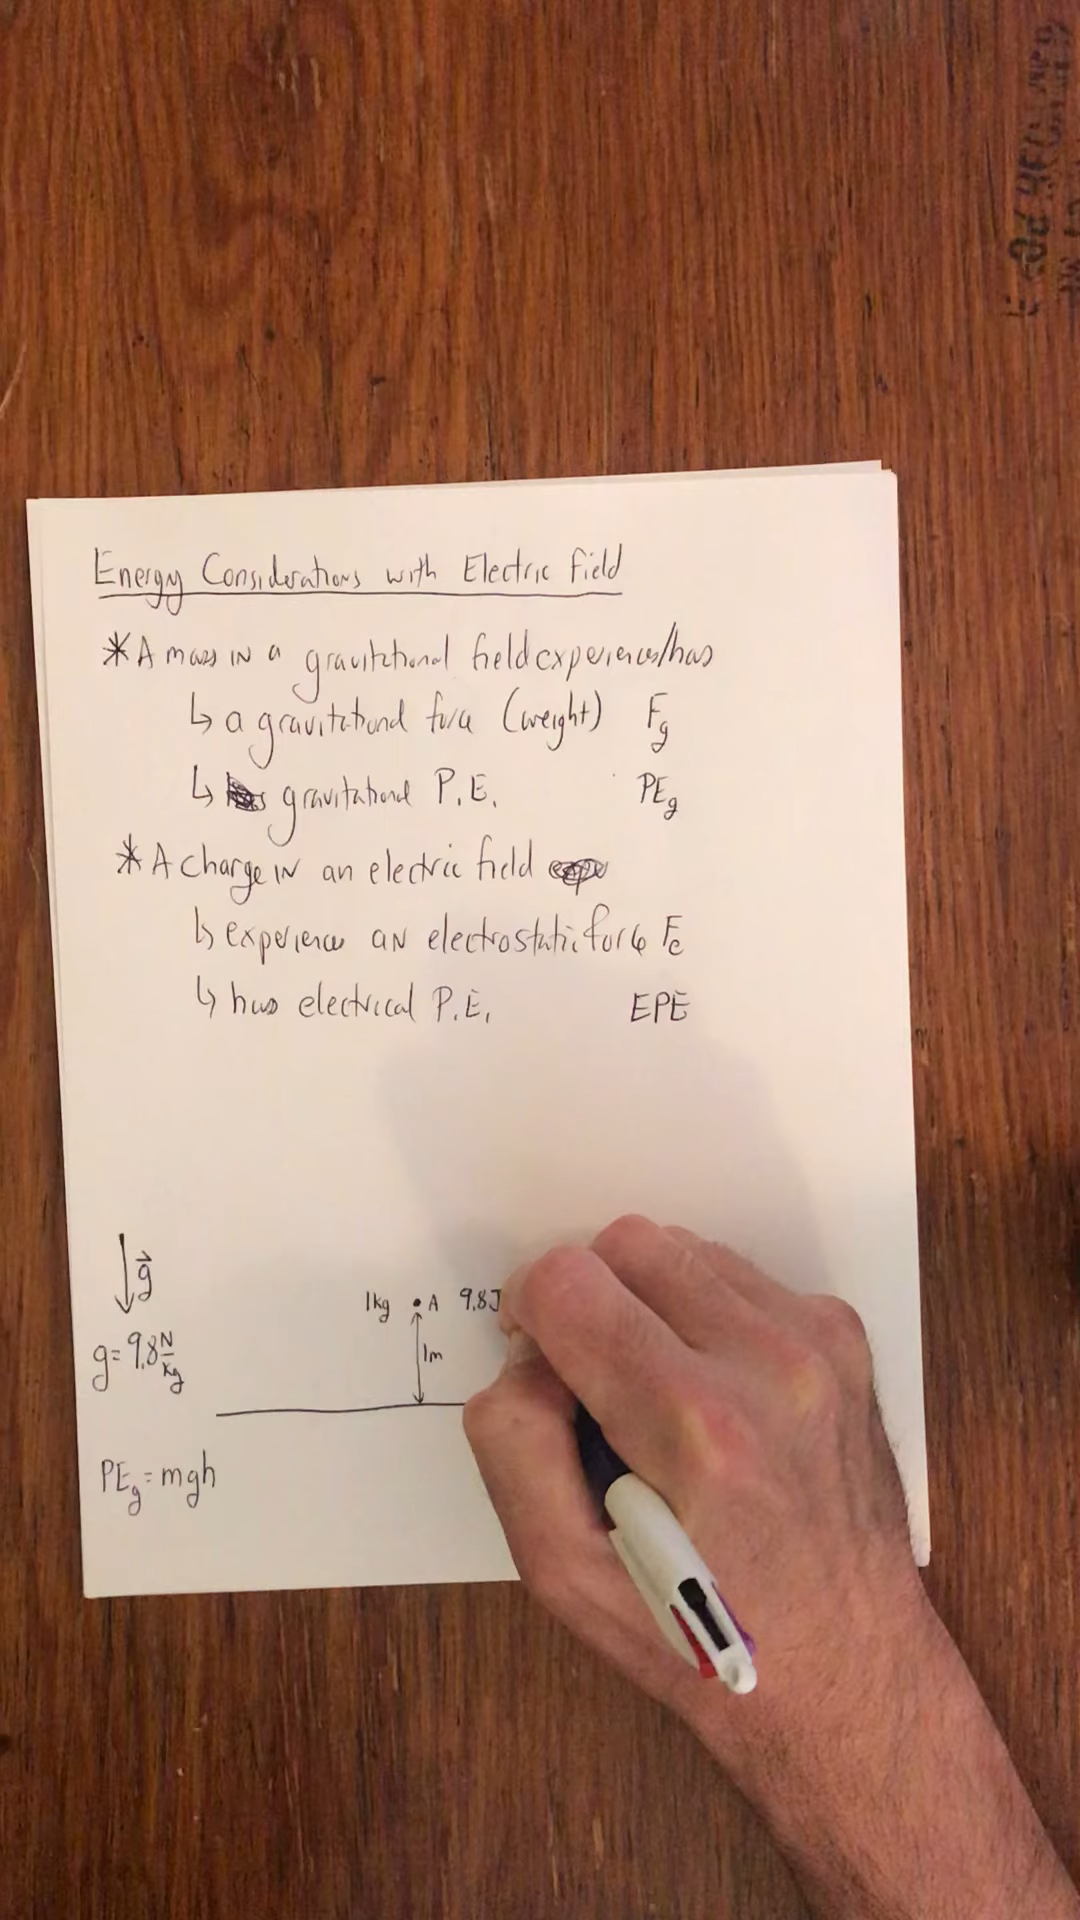 Energy Considerations with Electric Field
* A mass in a gravitational field experiences/has
↳ a gravitational force (weight) Fg
↳ gravitational P.E. PEg
* A charge in an electric field
↳ experiences an electrostatic force Fe
↳ has electrical P.E. EPE
g
g = 9.8 N/kg
1kg • A 9.8J
1m
PEg = mgh